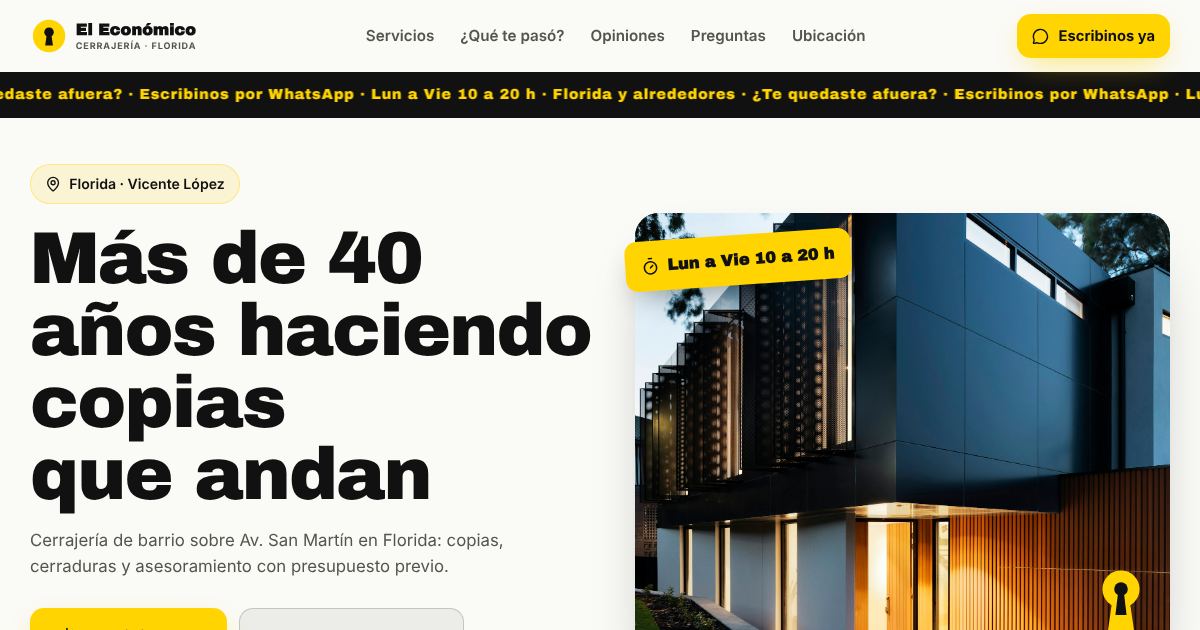 El Económico
CERRAJERÍA · FLORIDA
Servicios
¿Qué te pasó?
Opiniones
Preguntas
Ubicación
Escribinos ya
afuera? · Escribinos por WhatsApp · Lun a Vie 10 a 20 h · Florida y alrededores · ¿Te quedaste afuera? · Escribinos por WhatsApp ·
Florida · Vicente López
Más de 40
años haciendo
copias
que andan
Cerrajería de barrio sobre Av. San Martín en Florida: copias,
cerraduras y asesoramiento con presupuesto previo.
Lun a Vie 10 a 20 h